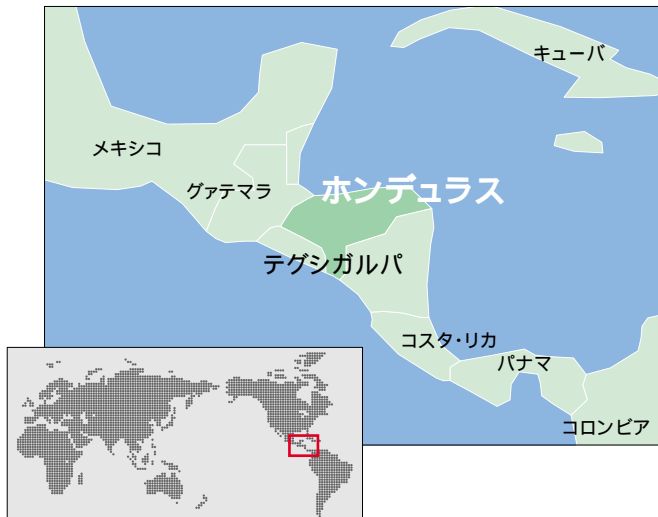 キューバ
メキシコ
グァテマラ
ホンデュラス
テグシガルパ
コスタ・リカ
パナマ
コロンビア